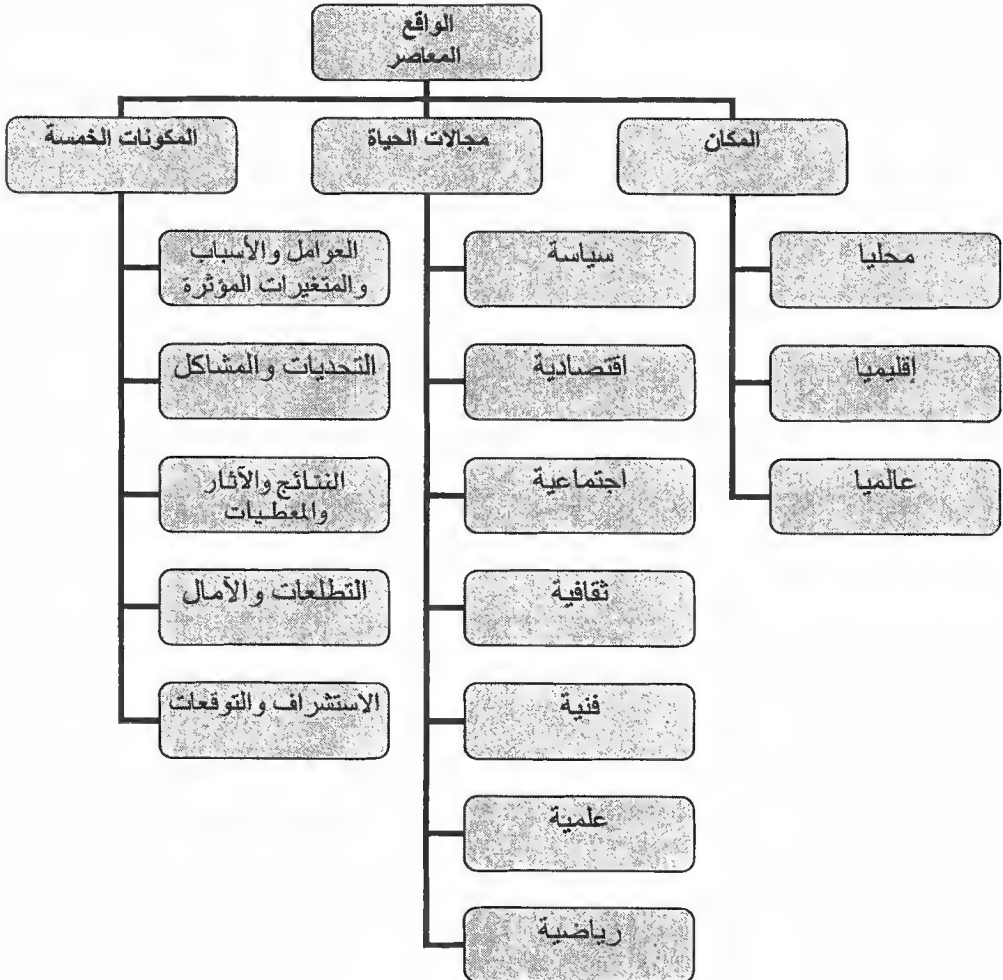 الواقع
المعاصر
المكان
محليا
إقليميا
عالميا
مجالات الحياة
سياسة
اقتصادية
اجتماعية
ثقافية
فنية
علمية
رياضية
المكونات الخمسة
العوامل والأسباب
والمتغيرات المؤثرة
التحديات والمشاكل
النتائج والآثار
والمعطيات
التطلعات والآمال
الاستشراف والتوقعات